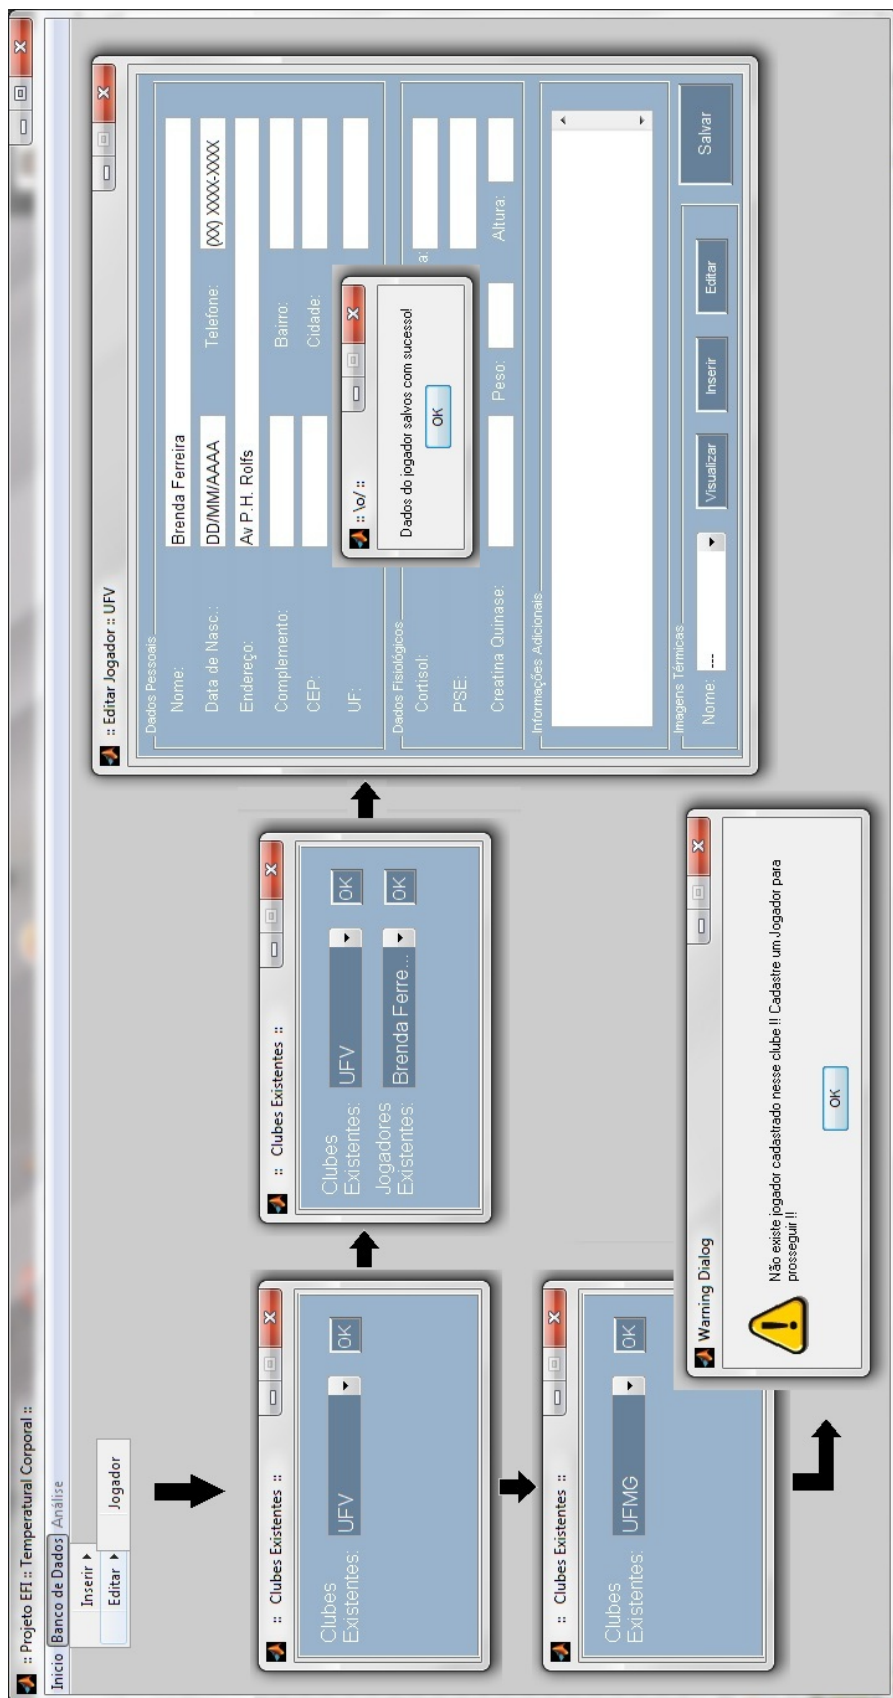 :: Projeto EFI :: Temperatural Corporal ::
Inicio Banco de Dados Análise
Inserir
Editar
Jogador
:: Clubes Existentes ::
Clubes
Existentes:
UFV
OK
:: Clubes Existentes ::
Clubes
Existentes:
UFV
OK
Jogadores
Existentes:
Brenda Ferre...
OK
:: Editar Jogador :: UFV
Dados Pessoais
Nome: Brenda Ferreira
Data de Nasc.: DD/MM/AAAA Telefone: (XX) XXXX-XXXX
Endereço: Av P.H. Rolfs
Complemento: Bairro:
CEP: Cidade:
UF:
Dados Fisiológicos
Cortisol: a:
PSE:
Creatina Quinase: Peso: Altura:
:: \o/ ::
Dados do jogador salvos com sucesso!
OK
Informações Adicionais
Imagens Térmicas
Nome: --- Visualizar Inserir Editar
Salvar
:: Clubes Existentes ::
Clubes
Existentes:
UFMG
OK
Warning Dialog
Não existe jogador cadastrado nesse clube !! Cadastre um Jogador para
prosseguir !!
OK